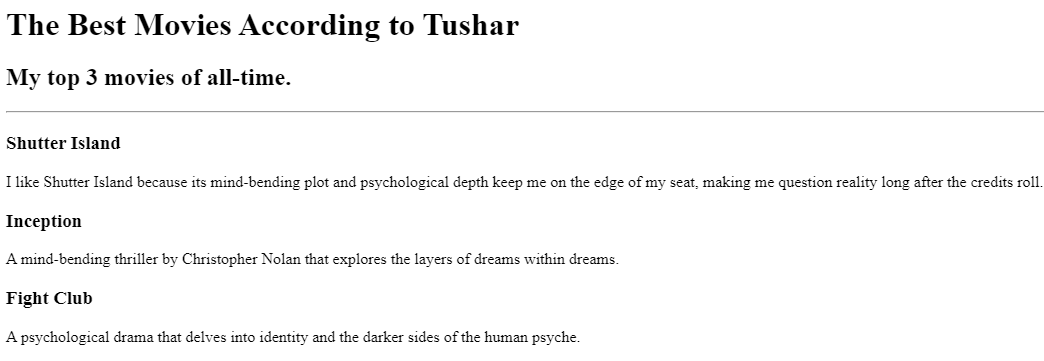 The Best Movies According to Tushar
My top 3 movies of all-time.
Shutter Island
I like Shutter Island because its mind-bending plot and psychological depth keep me on the edge of my seat, making me question reality long after the credits roll.
Inception
A mind-bending thriller by Christopher Nolan that explores the layers of dreams within dreams.
Fight Club
A psychological drama that delves into identity and the darker sides of the human psyche.